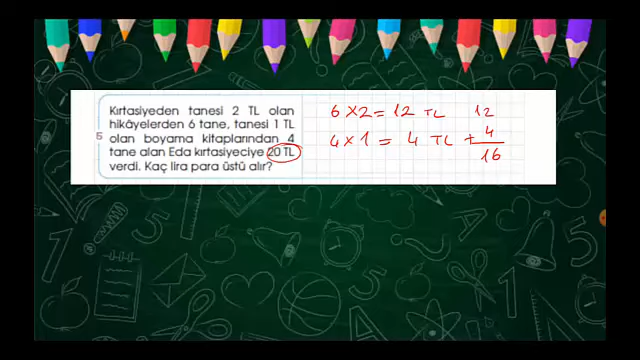 Kırtasiyeden tanesi 2 TL olan
hikâyelerden 6 tane, tanesi 1 TL
olan boyama kitaplarından 4
5
tane alan Eda kırtasiyeciye 20 TL
verdi. Kaç lira para üstü alır?
6 x 2 = 12 TL
4 x 1 = 4 TL
12
+ 4
16